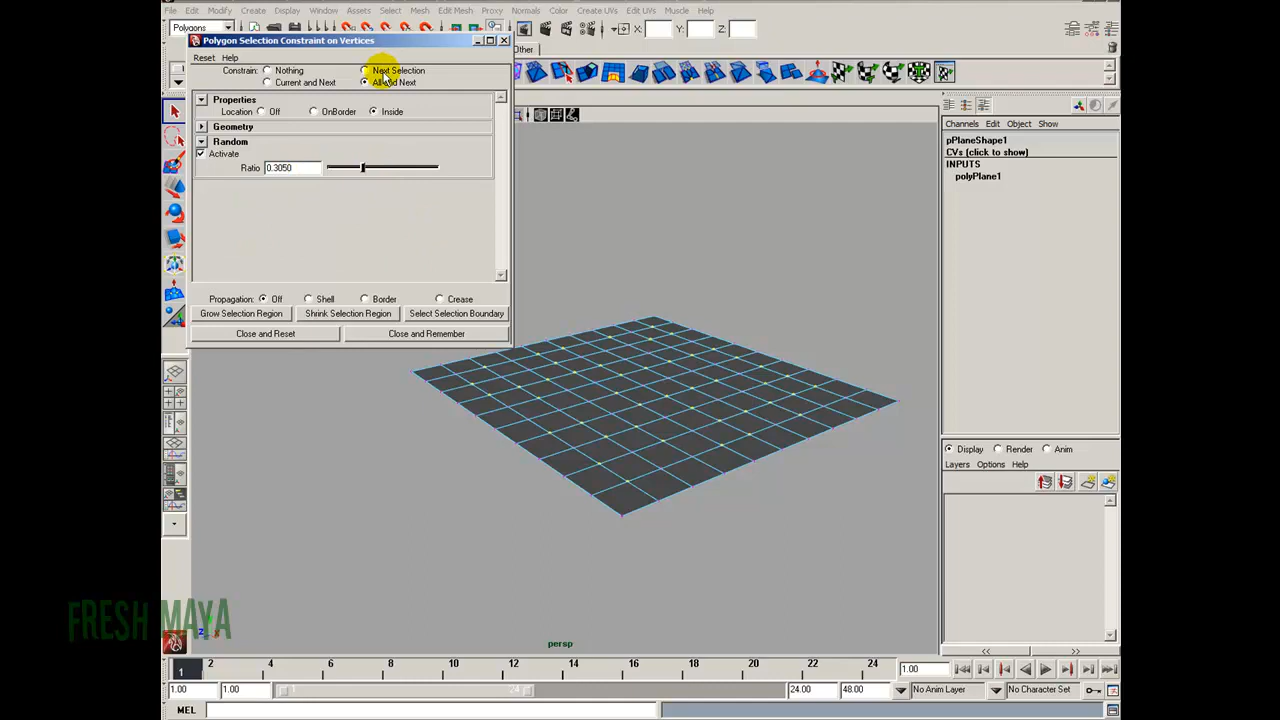 File Edit Modify Create Display Window Assets Select Mesh Edit Mesh Proxy Normals Color Create UVs Edit UVs Muscle Help
Polygons X: Y: Z:
Polygon Selection Constraint on Vertices
Other
Reset Help
Constrain: Nothing Next Selection
Current and Next All and Next
Properties
Location Off OnBorder Inside
Geometry
Random
Activate
Ratio 0.3050
Propagation: Off Shell Border Crease
Grow Selection Region Shrink Selection Region Select Selection Boundary
Close and Reset Close and Remember
Channels Edit Object Show
pPlaneShape1
CVs (click to show)
INPUTS
polyPlane1
Display Render Anim
Layers Options Help
FRESH MAYA
persp
1 2 4 6 8 10 12 14 16 18 20 22 24 1.00
1.00 1.00 24 24.00 48.00 No Anim Layer No Character Set
MEL